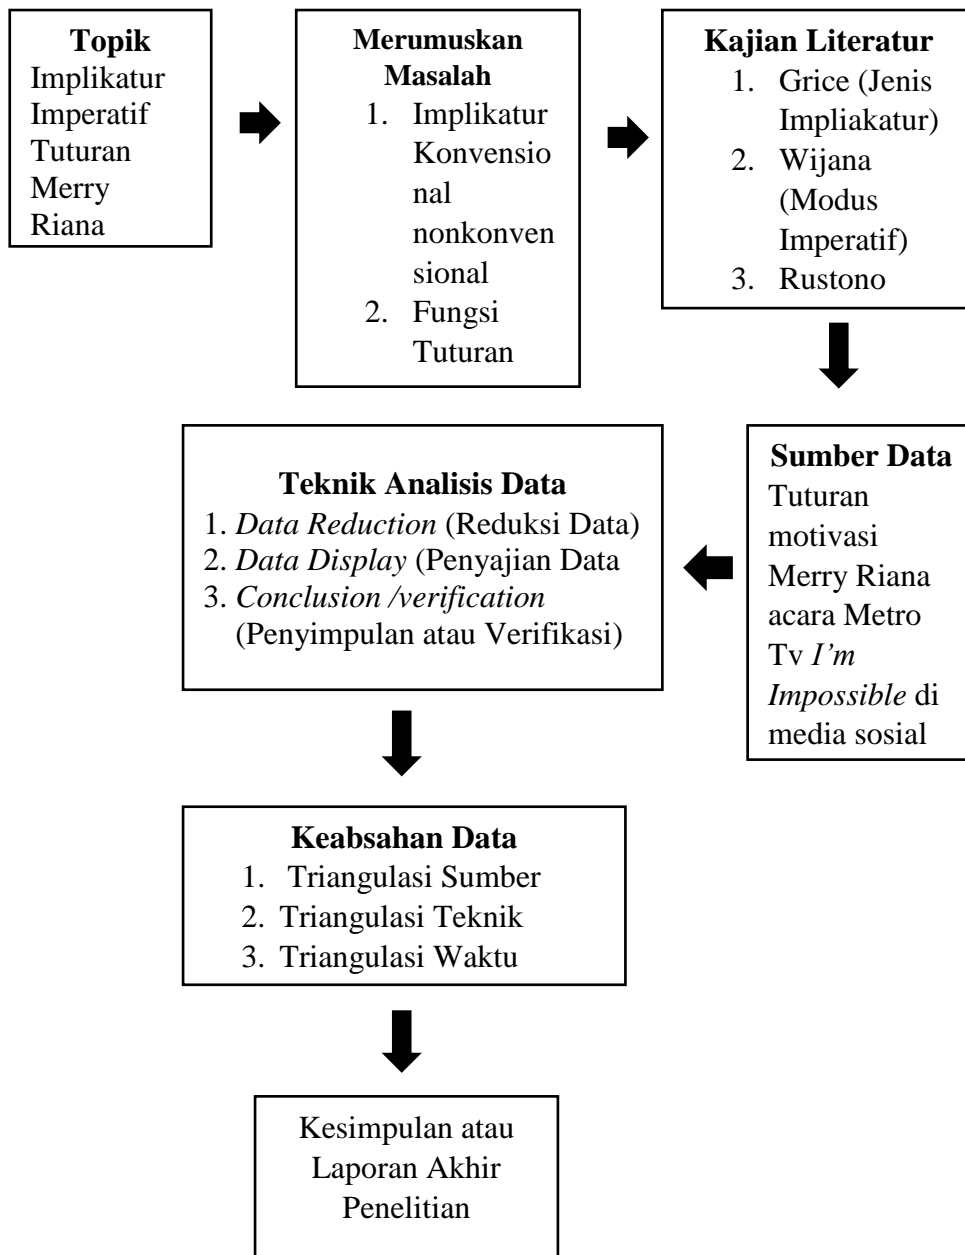 Topik
Implikatur
Imperatif
Tuturan
Merry
Riana
Merumuskan
Masalah
1. Implikatur
Konvensio
nal
nonkonven
sional
2. Fungsi
Tuturan
Kajian Literatur
1. Grice (Jenis
Impliakatur)
2. Wijana
(Modus
Imperatif)
3. Rustono
Sumber Data
Tuturan
motivasi
Merry Riana
acara Metro
Tv I’m
Impossible di
media sosial
Teknik Analisis Data
1. Data Reduction (Reduksi Data)
2. Data Display (Penyajian Data
3. Conclusion /verification
(Penyimpulan atau Verifikasi)
Keabsahan Data
1. Triangulasi Sumber
2. Triangulasi Teknik
3. Triangulasi Waktu
Kesimpulan atau
Laporan Akhir
Penelitian